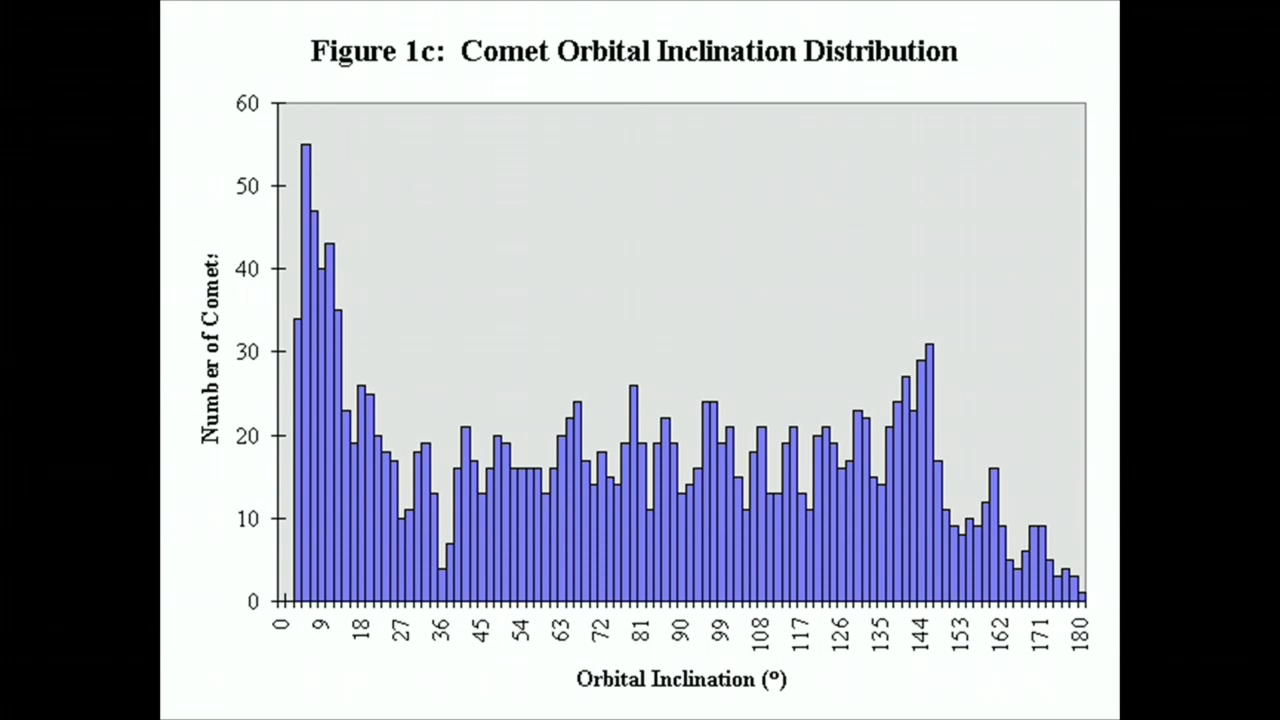 Figure 1c: Comet Orbital Inclination Distribution
60
50
40
30
20
10
0
Number of Comets
0 9 18 27 36 45 54 63 72 81 90 99 108 117 126 135 144 153 162 171 180
Orbital Inclination (º)